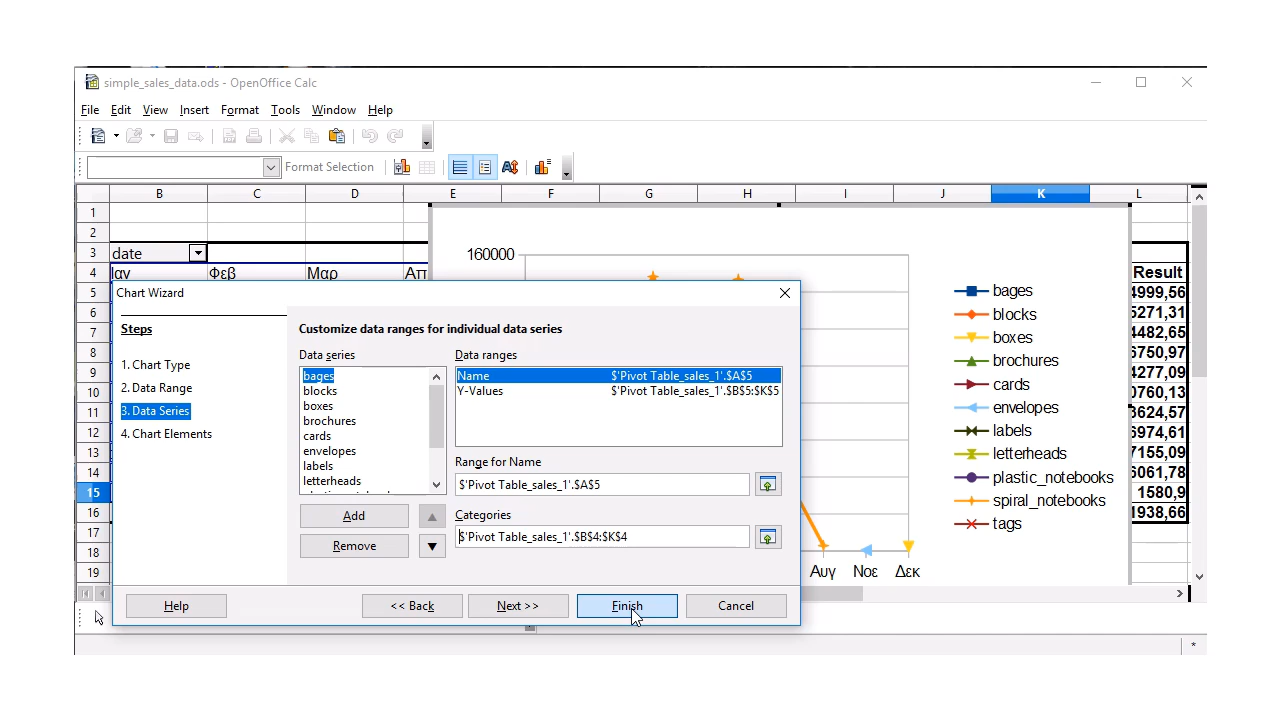 simple_sales_data.ods - OpenOffice Calc
File Edit View Insert Format Tools Window Help
Format Selection
B C D E F G H I J K L
1
2
3 date
4 Ιαν Φεβ Μαρ Απ Result
160000
5 4999,56
6 5271,31
7 4482,65
8 6750,97
9 4277,09
10 0760,13
11 3624,57
12 6974,61
13 7155,09
14 6061,78
15 1580,9
16 1938,66
17
18
19
bages
blocks
boxes
brochures
cards
envelopes
labels
letterheads
plastic_notebooks
spiral_notebooks
tags
Αυγ Νοε Δεκ
Chart Wizard
Steps
1. Chart Type
2. Data Range
3. Data Series
4. Chart Elements
Customize data ranges for individual data series
Data series
bages
blocks
boxes
brochures
cards
envelopes
labels
letterheads
Add
Remove
Data ranges
Name $'Pivot Table_sales_1'.$A$5
Y-Values $'Pivot Table_sales_1'.$B$5:$K$5
Range for Name
$'Pivot Table_sales_1'.$A$5
Categories
$'Pivot Table_sales_1'.$B$4:$K$4
Help << Back Next >> Finish Cancel
*